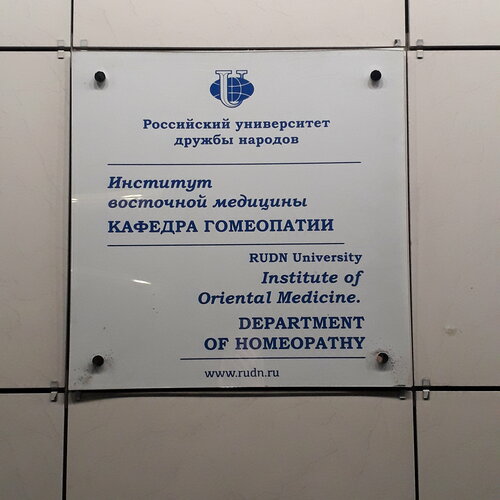 U
Российский университет
дружбы народов
Институт
восточной медицины
КАФЕДРА ГОМЕОПАТИИ
RUDN University
Institute of
Oriental Medicine.
DEPARTMENT
OF HOMEOPATHY
www.rudn.ru